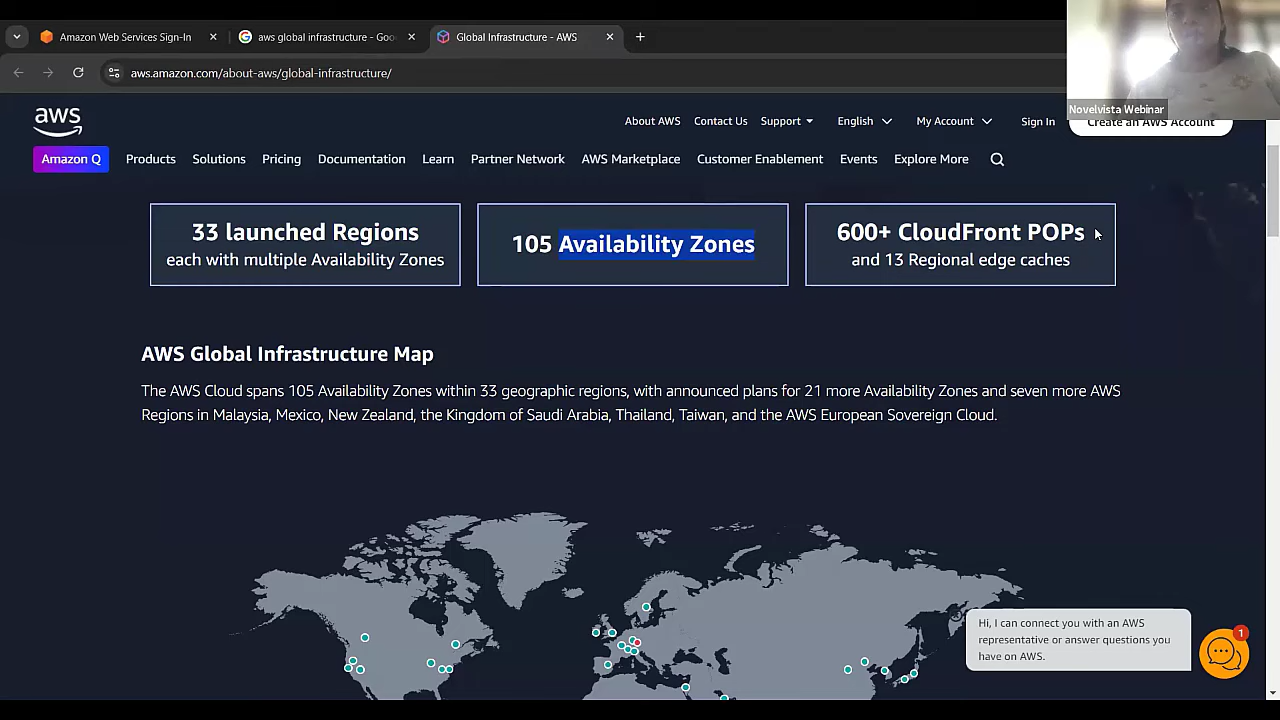 Amazon Web Services Sign-In
aws global infrastructure - Goo
Global Infrastructure - AWS
aws.amazon.com/about-aws/global-infrastructure/
Novelvista Webinar
aws
About AWS Contact Us Support English My Account Sign In Create an AWS Account
Amazon Q Products Solutions Pricing Documentation Learn Partner Network AWS Marketplace Customer Enablement Events Explore More
33 launched Regions
each with multiple Availability Zones
105 Availability Zones
600+ CloudFront POPs
and 13 Regional edge caches
AWS Global Infrastructure Map
The AWS Cloud spans 105 Availability Zones within 33 geographic regions, with announced plans for 21 more Availability Zones and seven more AWS
Regions in Malaysia, Mexico, New Zealand, the Kingdom of Saudi Arabia, Thailand, Taiwan, and the AWS European Sovereign Cloud.
Hi, I can connect you with an AWS
representative or answer questions you
have on AWS.
1